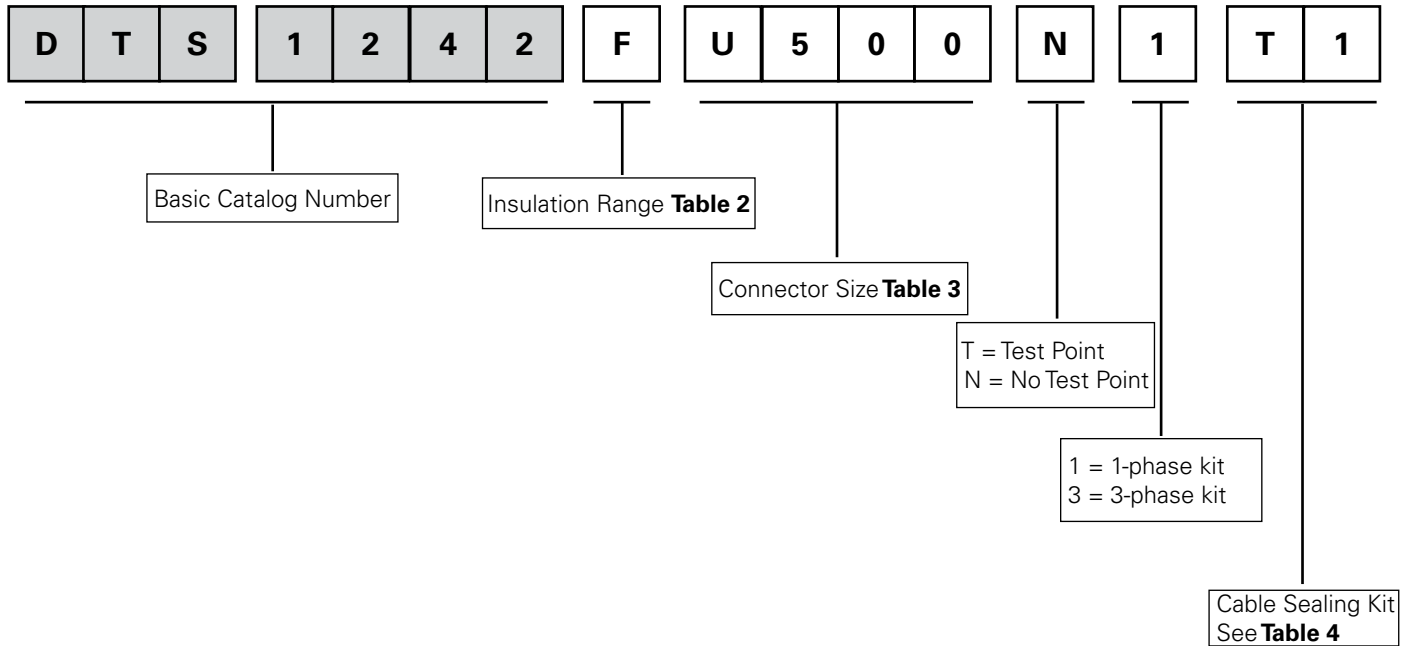 D T S 1 2 4 2 F U 5 0 0 N 1 T 1
Basic Catalog Number
Insulation Range Table 2
Connector Size Table 3
T = Test Point
N = No Test Point
1 = 1-phase kit
3 = 3-phase kit
Cable Sealing Kit
See Table 4